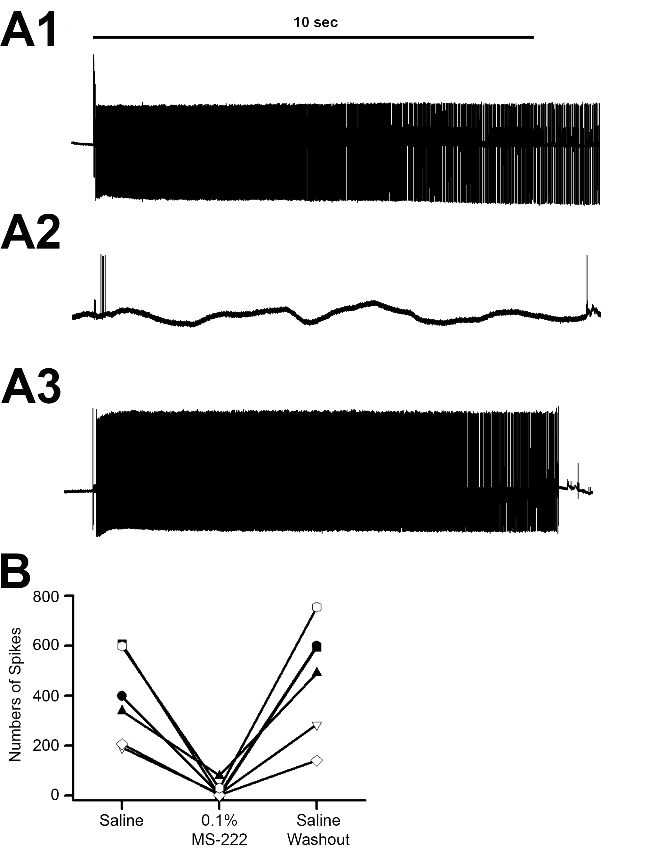 A1
10 sec
A2
A3
B
Numbers of Spikes
800
600
400
200
0
Saline
0.1%
MS-222
Saline
Washout